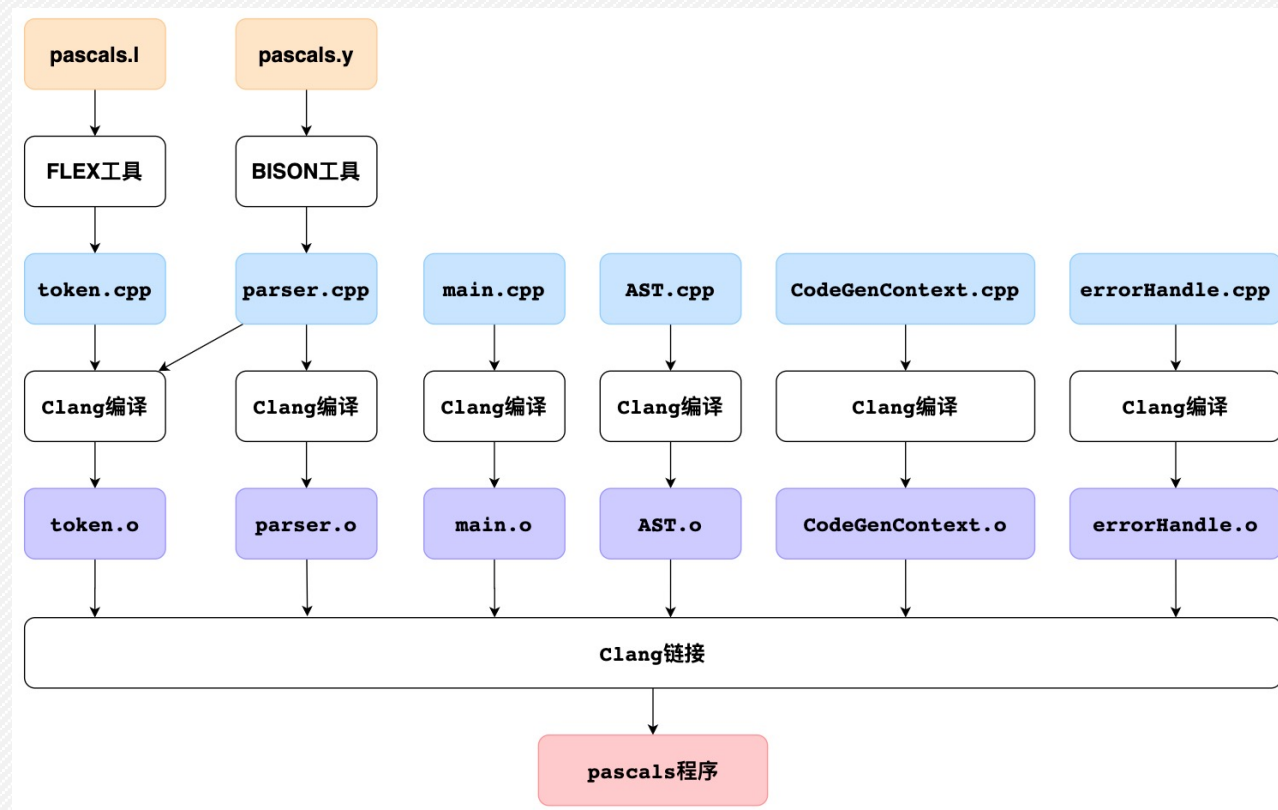 pascals.l
pascals.y
FLEX工具
BISON工具
token.cpp
parser.cpp
main.cpp
AST.cpp
CodeGenContext.cpp
errorHandle.cpp
Clang编译
Clang编译
Clang编译
Clang编译
Clang编译
Clang编译
token.o
parser.o
main.o
AST.o
CodeGenContext.o
errorHandle.o
Clang链接
pascals程序